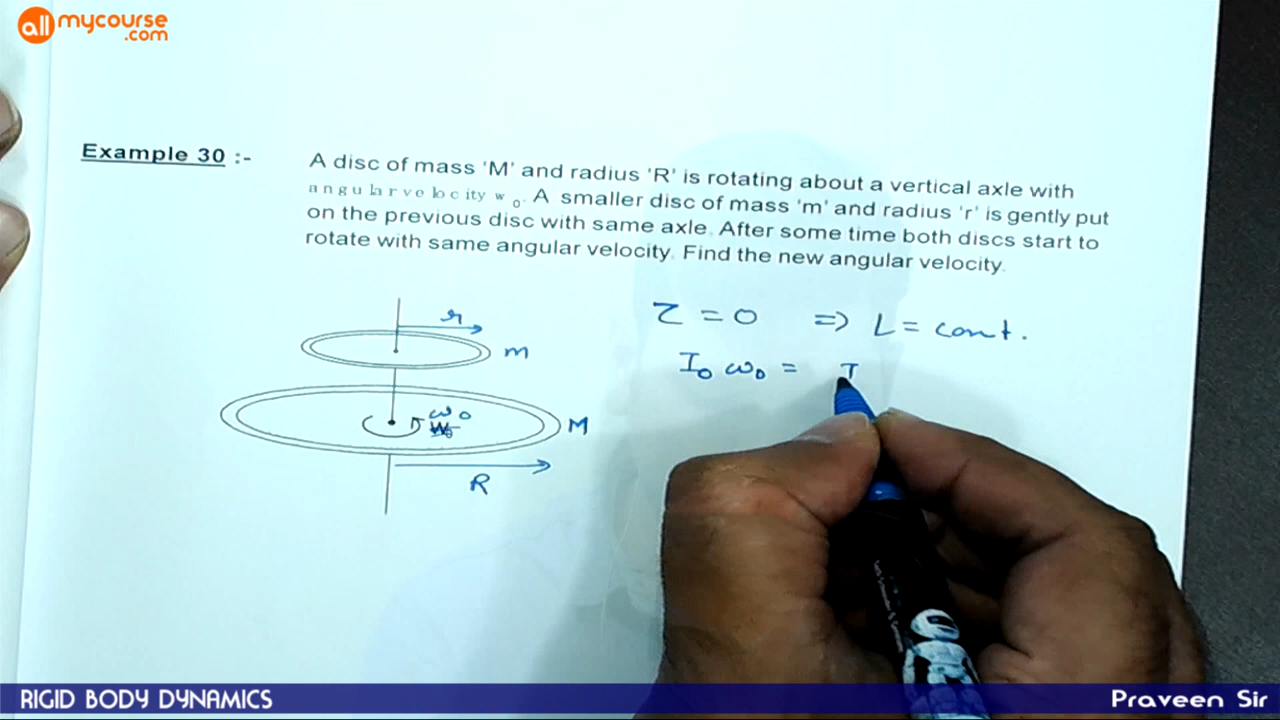 all mycourse
.com
Example 30 :-
A disc of mass 'M' and radius 'R' is rotating about a vertical axle with
angular velocity w₀. A smaller disc of mass 'm' and radius 'r' is gently put
on the previous disc with same axle. After some time both discs start to
rotate with same angular velocity. Find the new angular velocity.
τ = 0 ⇒ L = cont.
I₀ ω₀ = I
r
m
ω₀
M
R
RIGID BODY DYNAMICS
Praveen Sir